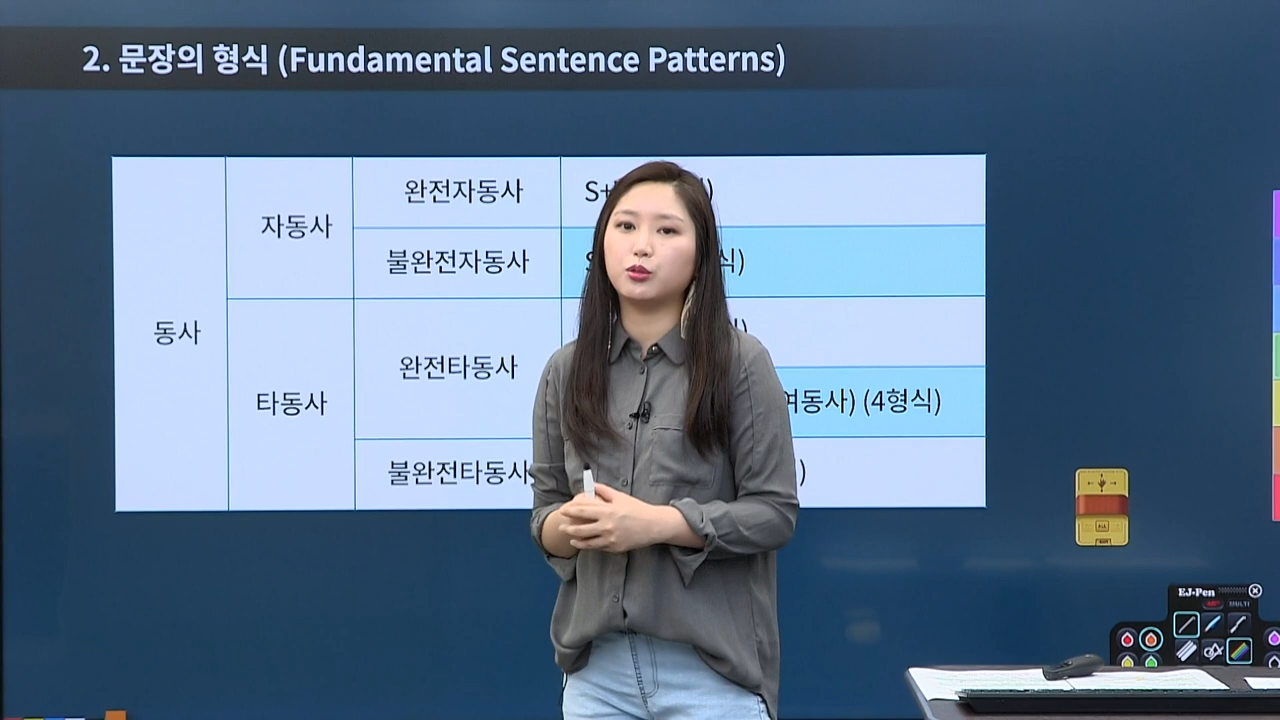 2. 문장의 형식 (Fundamental Sentence Patterns)
동사
자동사
완전자동사
S+
불완전자동사
식)
타동사
완전타동사
여동사) (4형식)
불완전타동사
)
EJ-Pen
MULTI
ALL